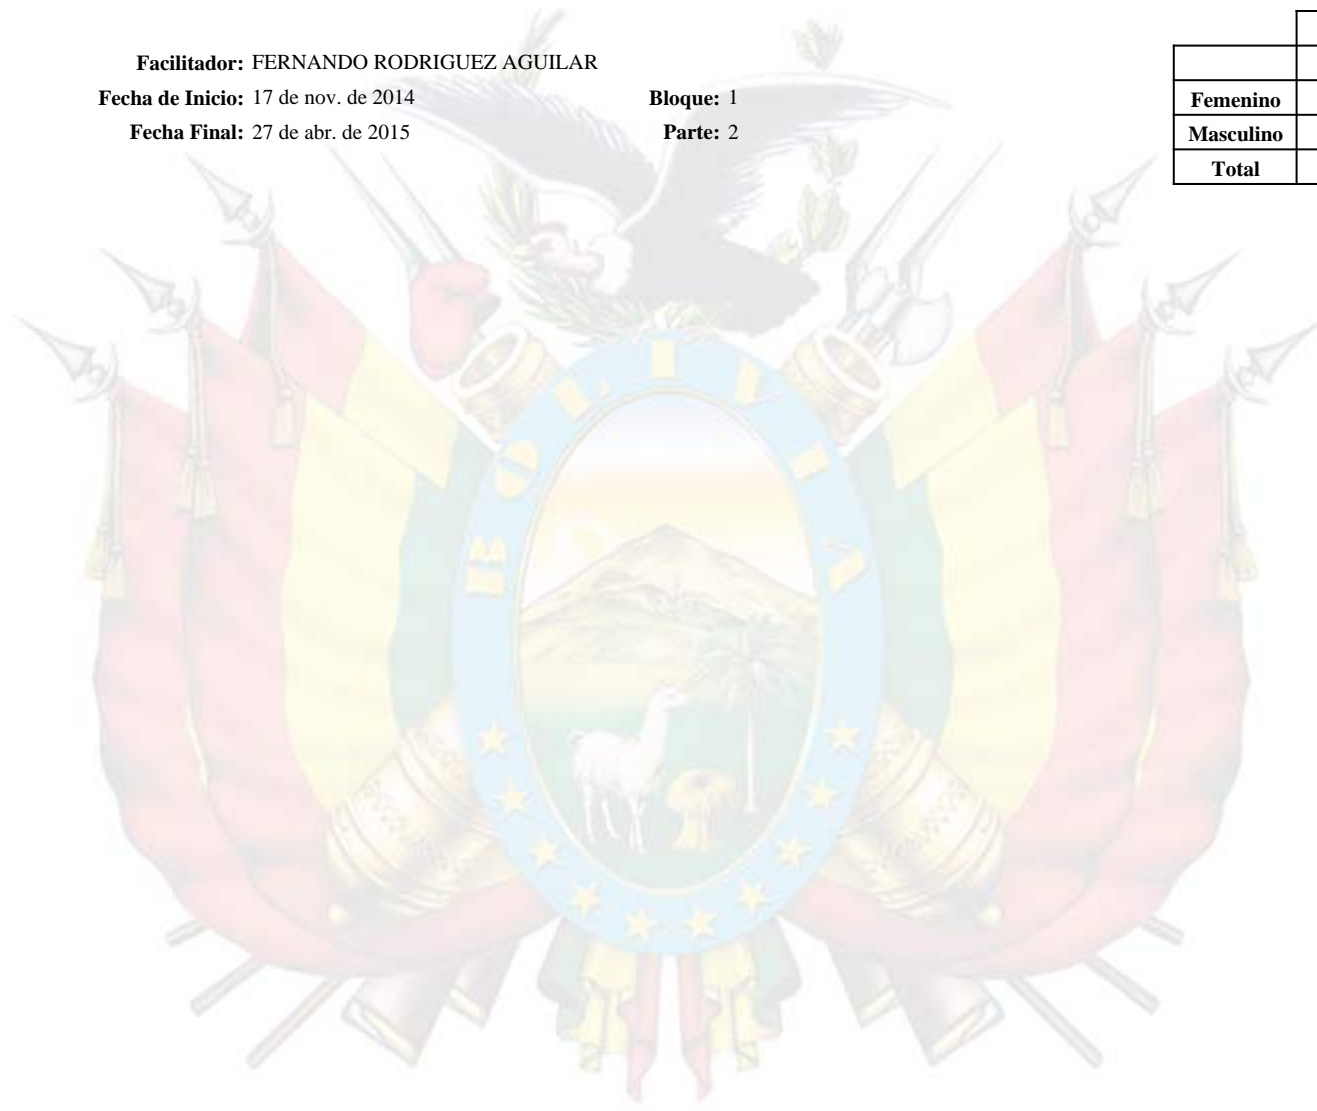 Facilitador: FERNANDO RODRIGUEZ AGUILAR
Fecha de Inicio: 17 de nov. de 2014 Bloque: 1
Fecha Final: 27 de abr. de 2015 Parte: 2
Femenino
Masculino
Total
BOLIVIA